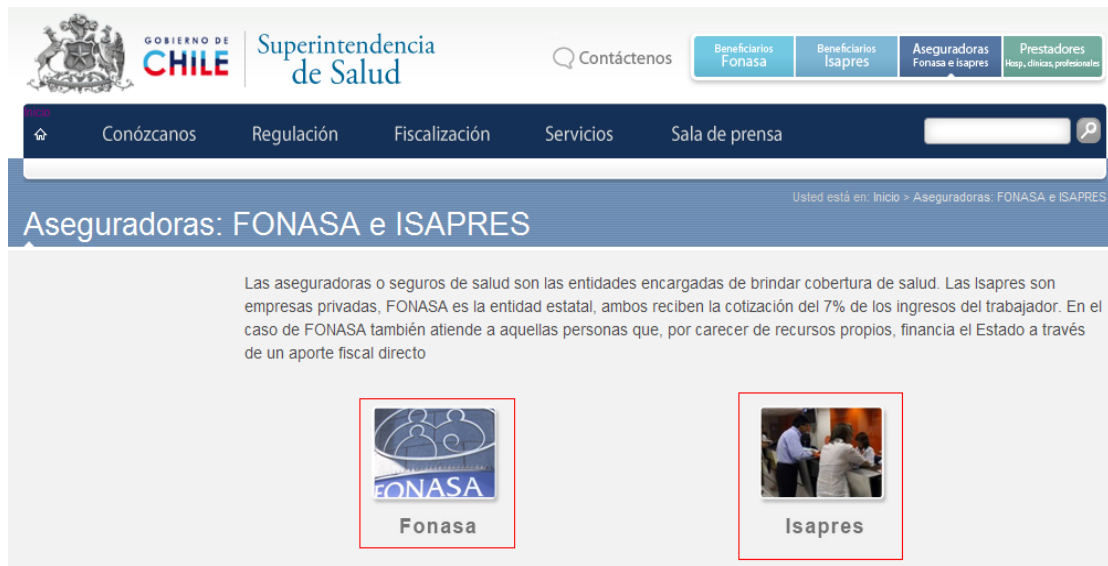 GOBIERNO DE
CHILE
Superintendencia
de Salud
Contáctenos
Beneficiarios
Fonasa
Beneficiarios
Isapres
Aseguradoras
Fonasa e Isapres
Prestadores
Hosp., clínicas, profesionales
Inicio
Conózcanos
Regulación
Fiscalización
Servicios
Sala de prensa
Usted está en: Inicio > Aseguradoras: FONASA e ISAPRES
Aseguradoras: FONASA e ISAPRES
Las aseguradoras o seguros de salud son las entidades encargadas de brindar cobertura de salud. Las Isapres son
empresas privadas, FONASA es la entidad estatal, ambos reciben la cotización del 7% de los ingresos del trabajador. En el
caso de FONASA también atiende a aquellas personas que, por carecer de recursos propios, financia el Estado a través
de un aporte fiscal directo
FONASA
Fonasa
Isapres